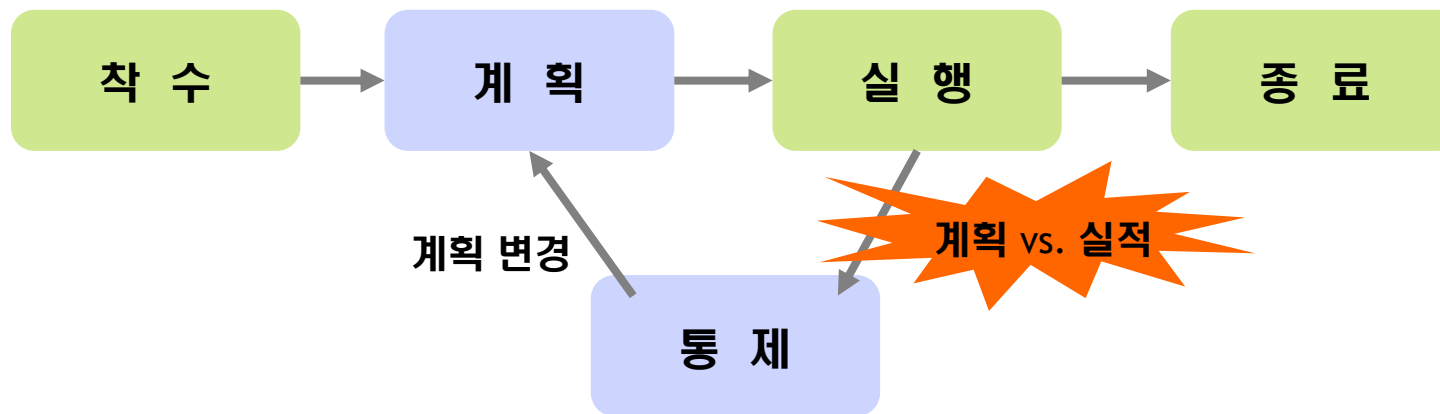 착 수
계 획
실 행
종 료
계획 변경
계획 vs. 실적
통 제